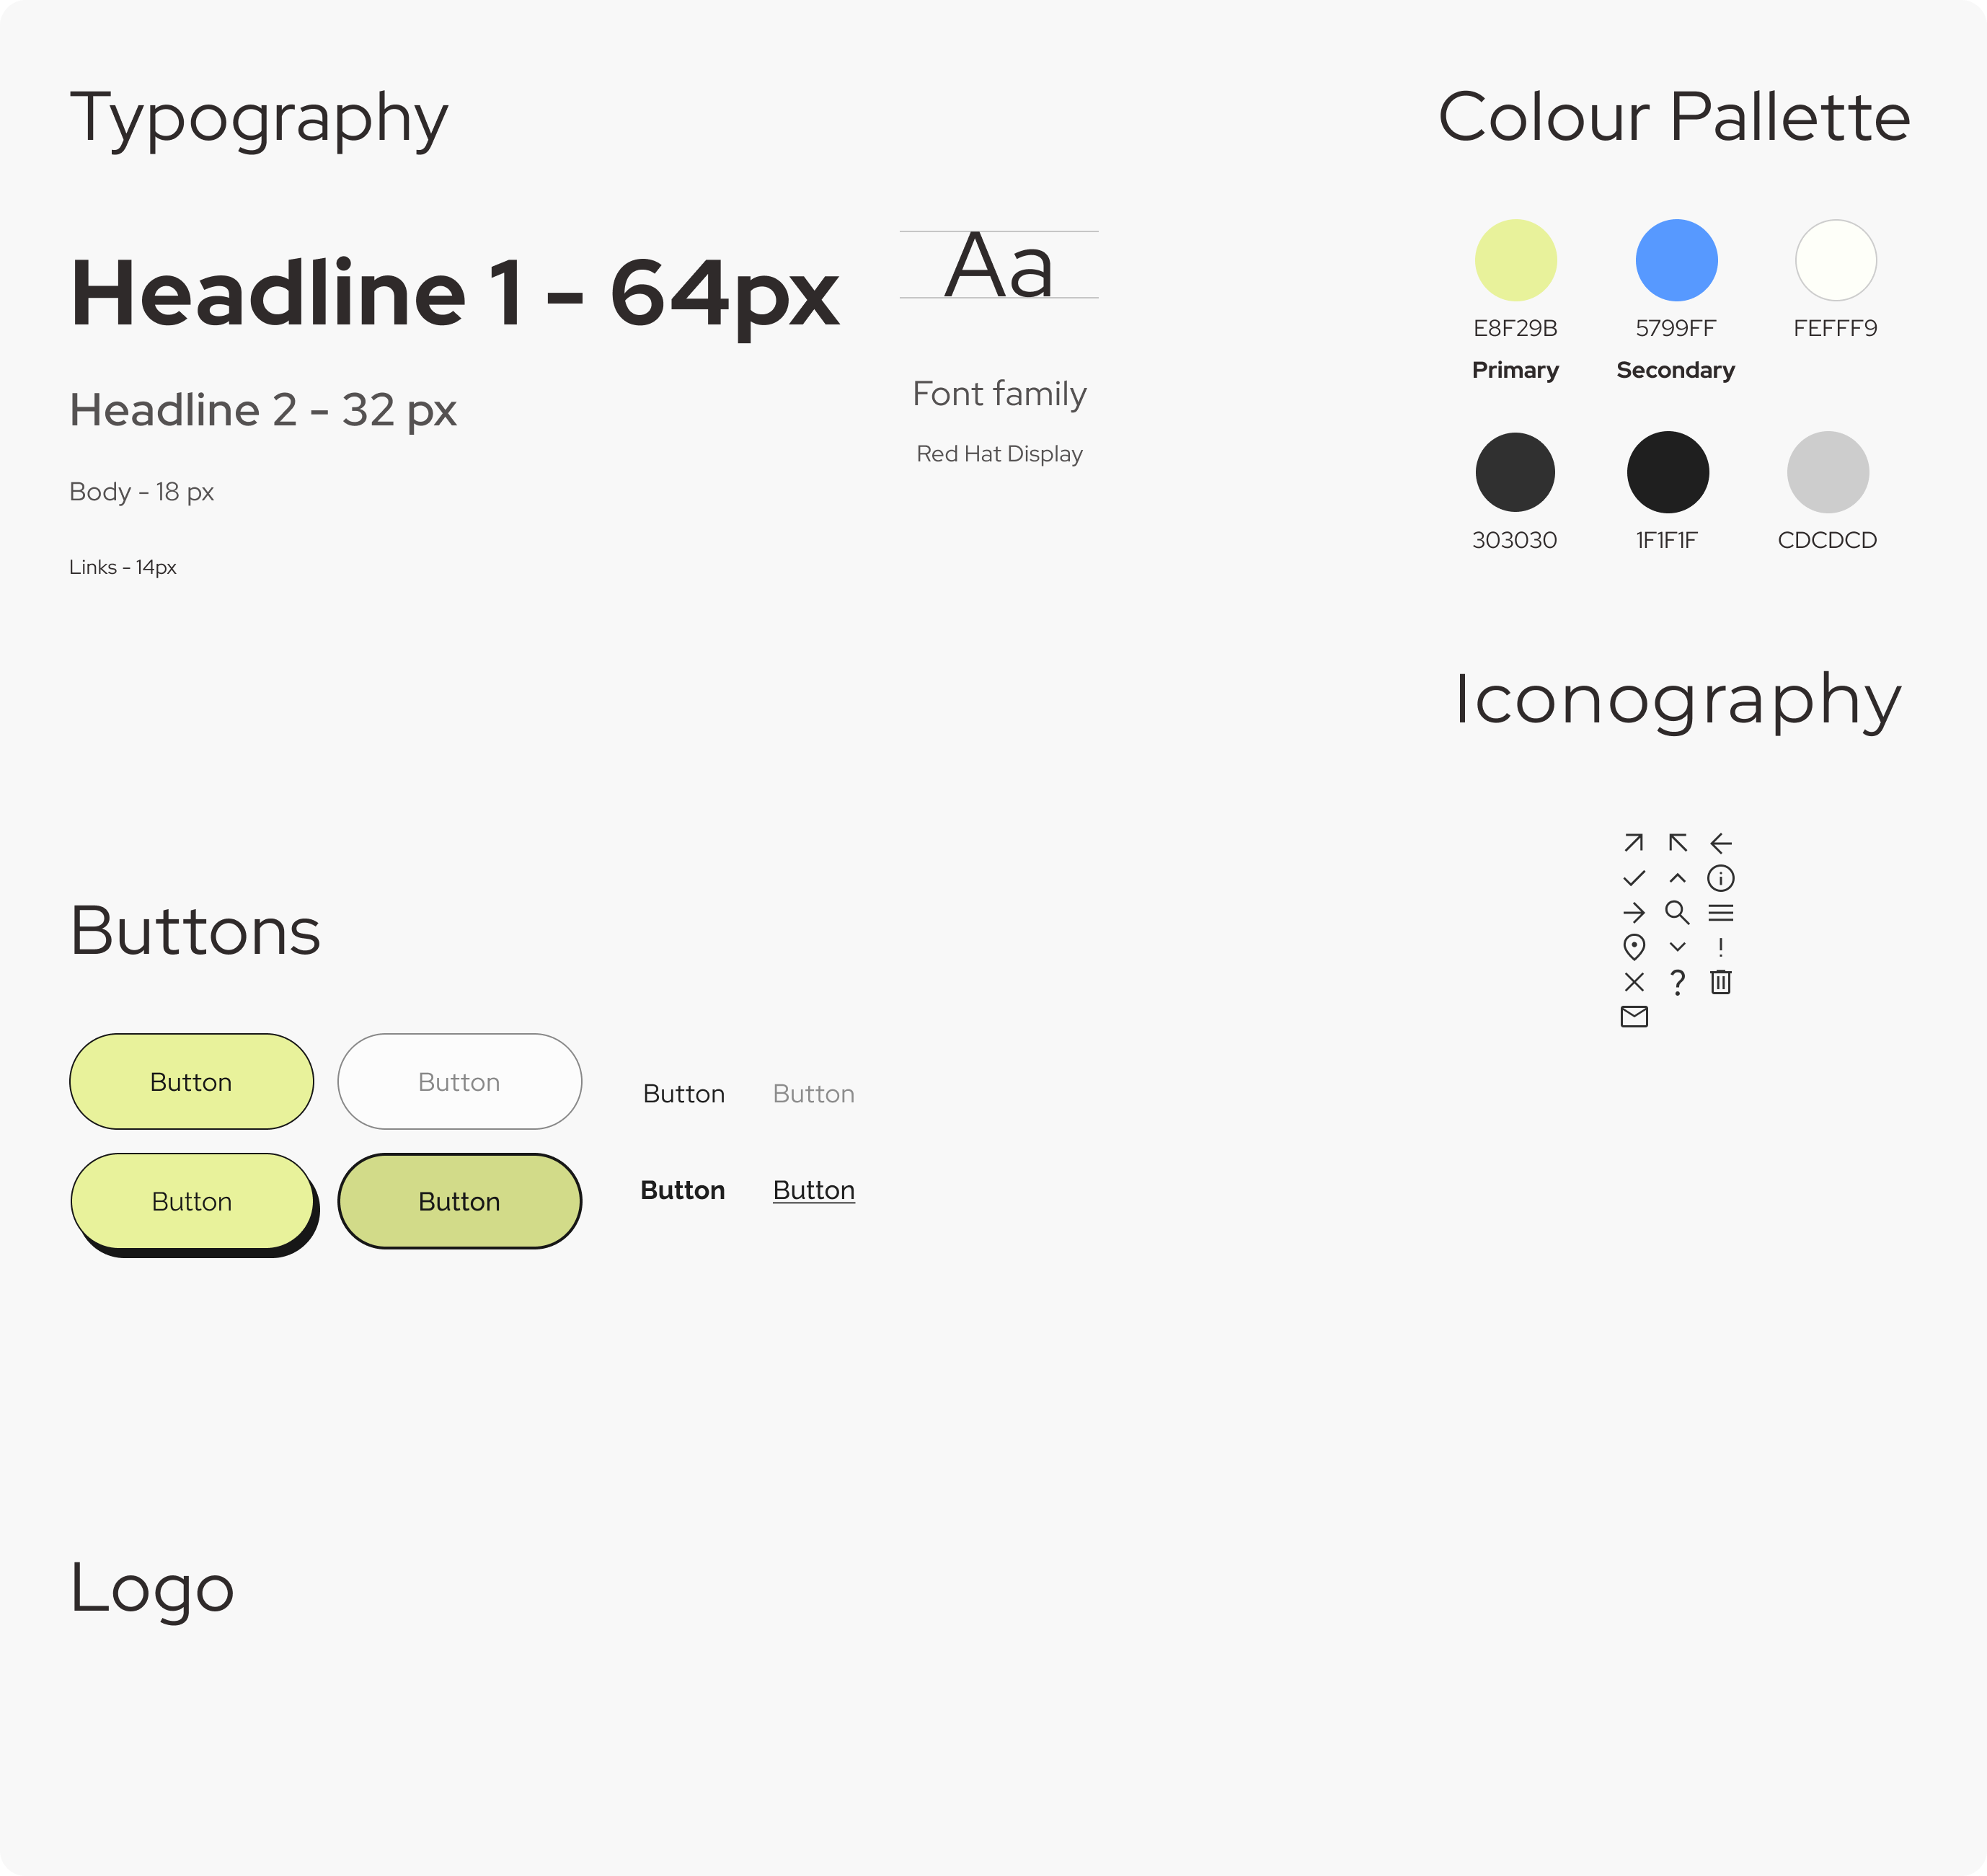 Typography
Headline 1 - 64px
Headline 2 - 32 px
Body - 18 px
Links - 14px
Aa
Font family
Red Hat Display
Colour Pallette
E8F29B
5799FF
FEFFF9
Primary
Secondary
303030
1F1F1F
CDCDCD
Iconography
Buttons
Button
Button
Button
Button
Button
Button
Button
Button
Logo